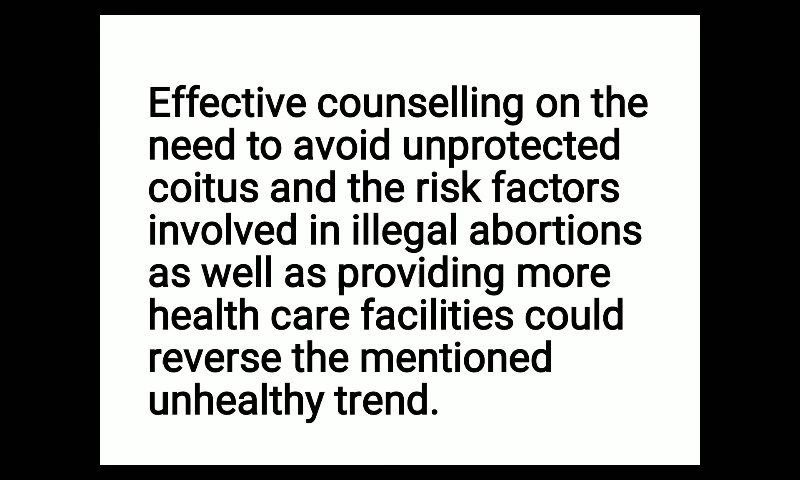 Effective counselling on the
need to avoid unprotected
coitus and the risk factors
involved in illegal abortions
as well as providing more
health care facilities could
reverse the mentioned
unhealthy trend.